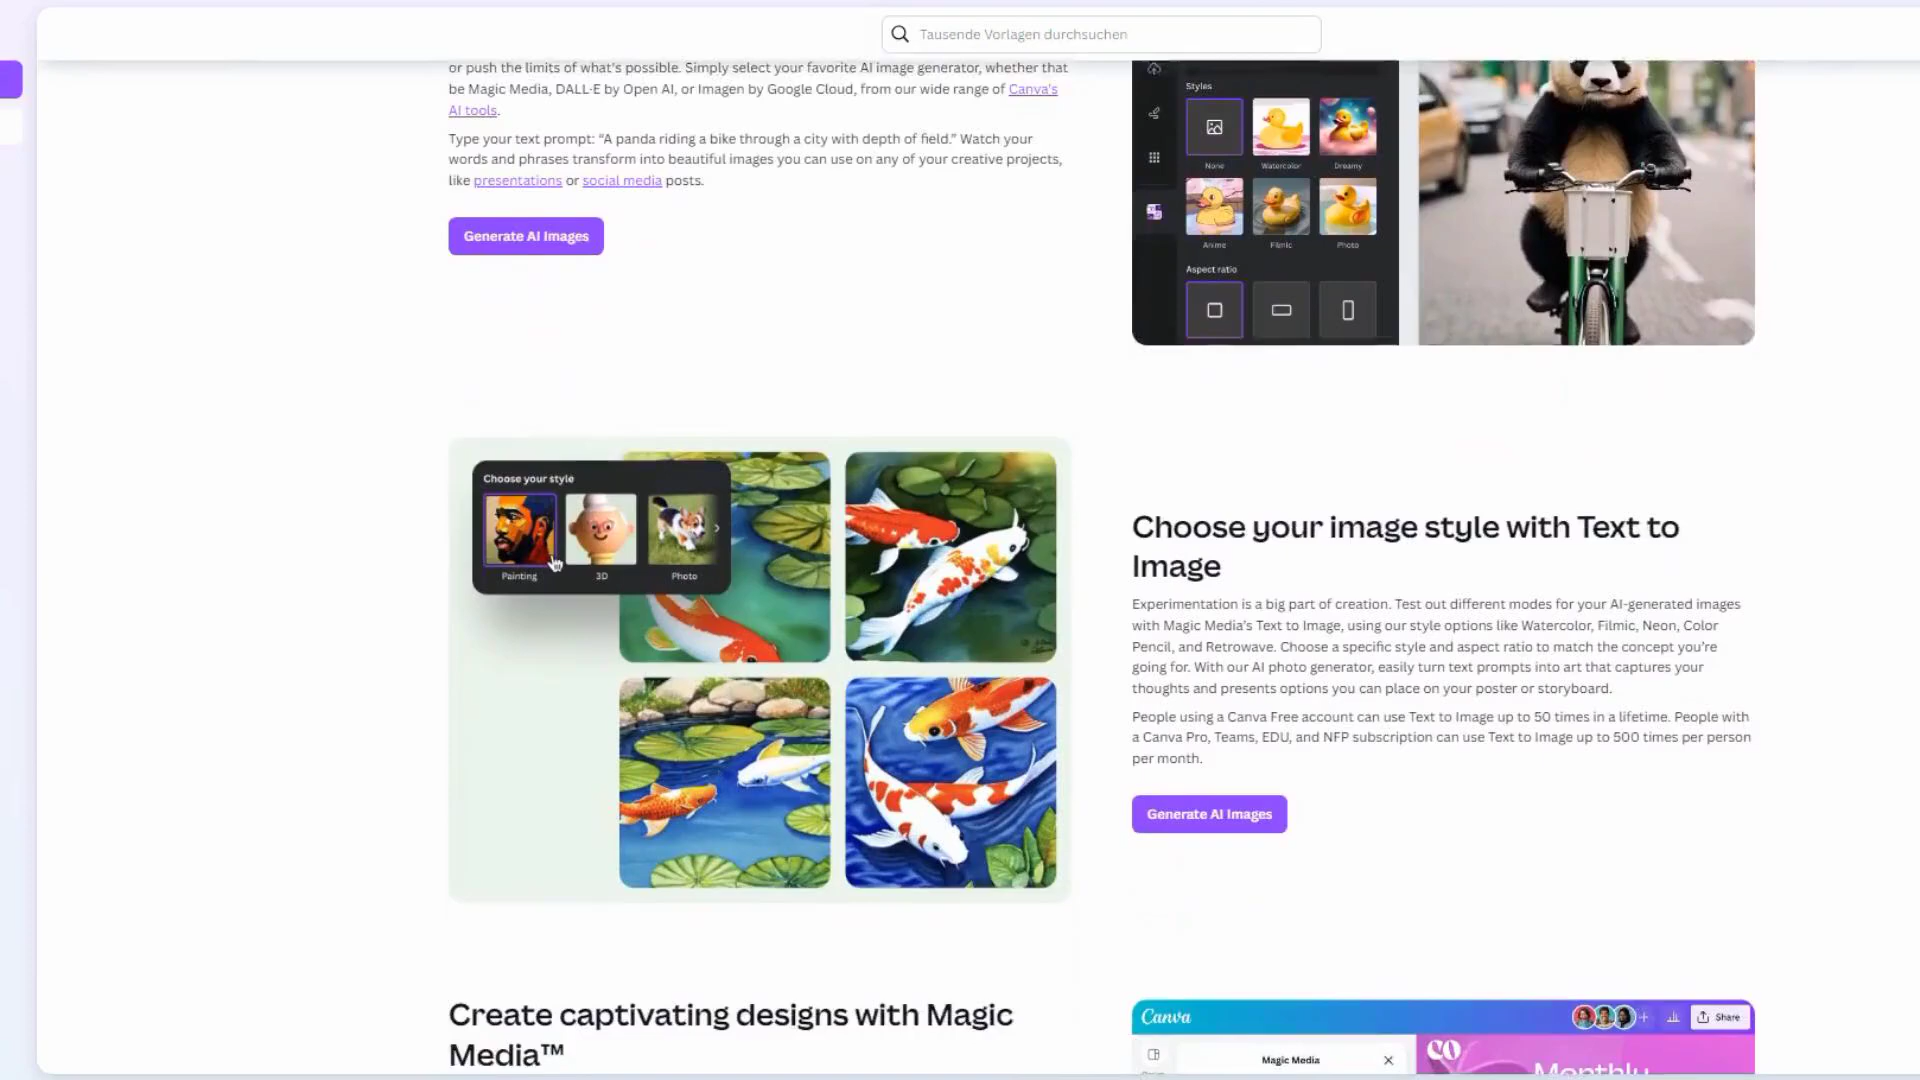 Tausende Vorlagen durchsuchen
or push the limits of what's possible. Simply select your favorite AI image generator, whether that
be Magic Media, DALL·E by Open AI, or Imagen by Google Cloud, from our wide range of Canva's
AI tools.
Type your text prompt: “A panda riding a bike through a city with depth of field.” Watch your
words and phrases transform into beautiful images you can use on any of your creative projects,
like presentations or social media posts.
Generate AI Images
Styles
None Watercolor Dreamy
Anime Filmic Photo
Aspect ratio
Choose your style
Painting 3D Photo
Choose your image style with Text to
Image
Experimentation is a big part of creation. Test out different modes for your AI-generated images
with Magic Media’s Text to Image, using our style options like Watercolor, Filmic, Neon, Color
Pencil, and Retrowave. Choose a specific style and aspect ratio to match the concept you’re
going for. With our AI photo generator, easily turn text prompts into art that captures your
thoughts and presents options you can place on your poster or storyboard.
People using a Canva Free account can use Text to Image up to 50 times in a lifetime. People with
a Canva Pro, Teams, EDU, and NFP subscription can use Text to Image up to 500 times per person
per month.
Generate AI Images
Create captivating designs with Magic
Media™
Canva
Share
Magic Media
Monthly